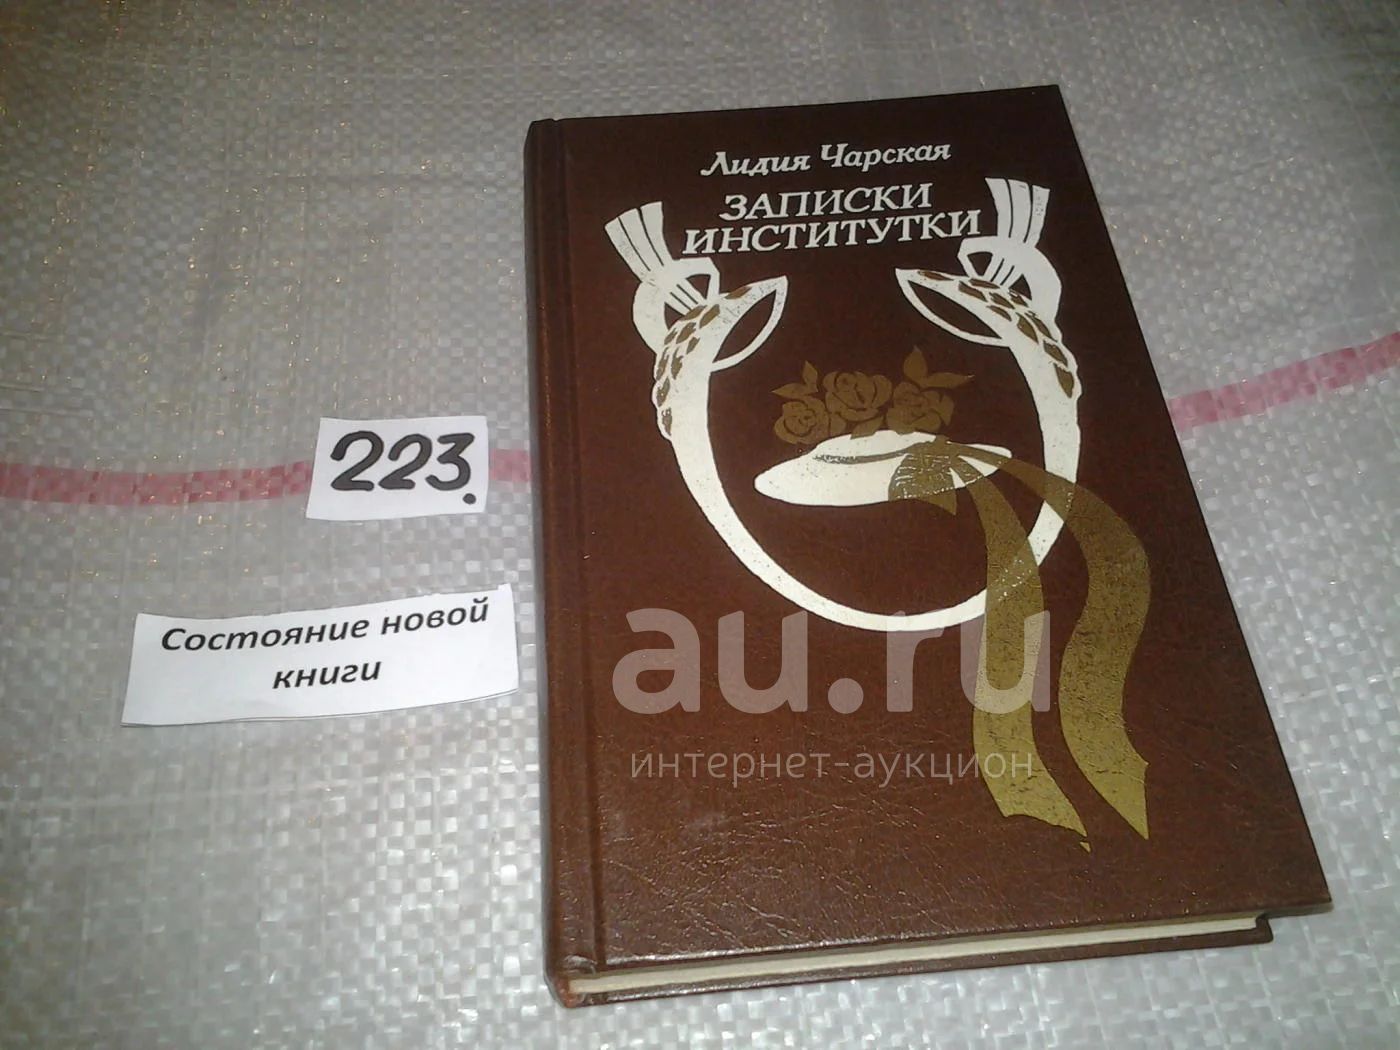 Лидия Чарская
ЗАПИСКИ
ИНСТИТУТКИ
223.
Состояние новой
книги
au.ru
интернет-аукцион